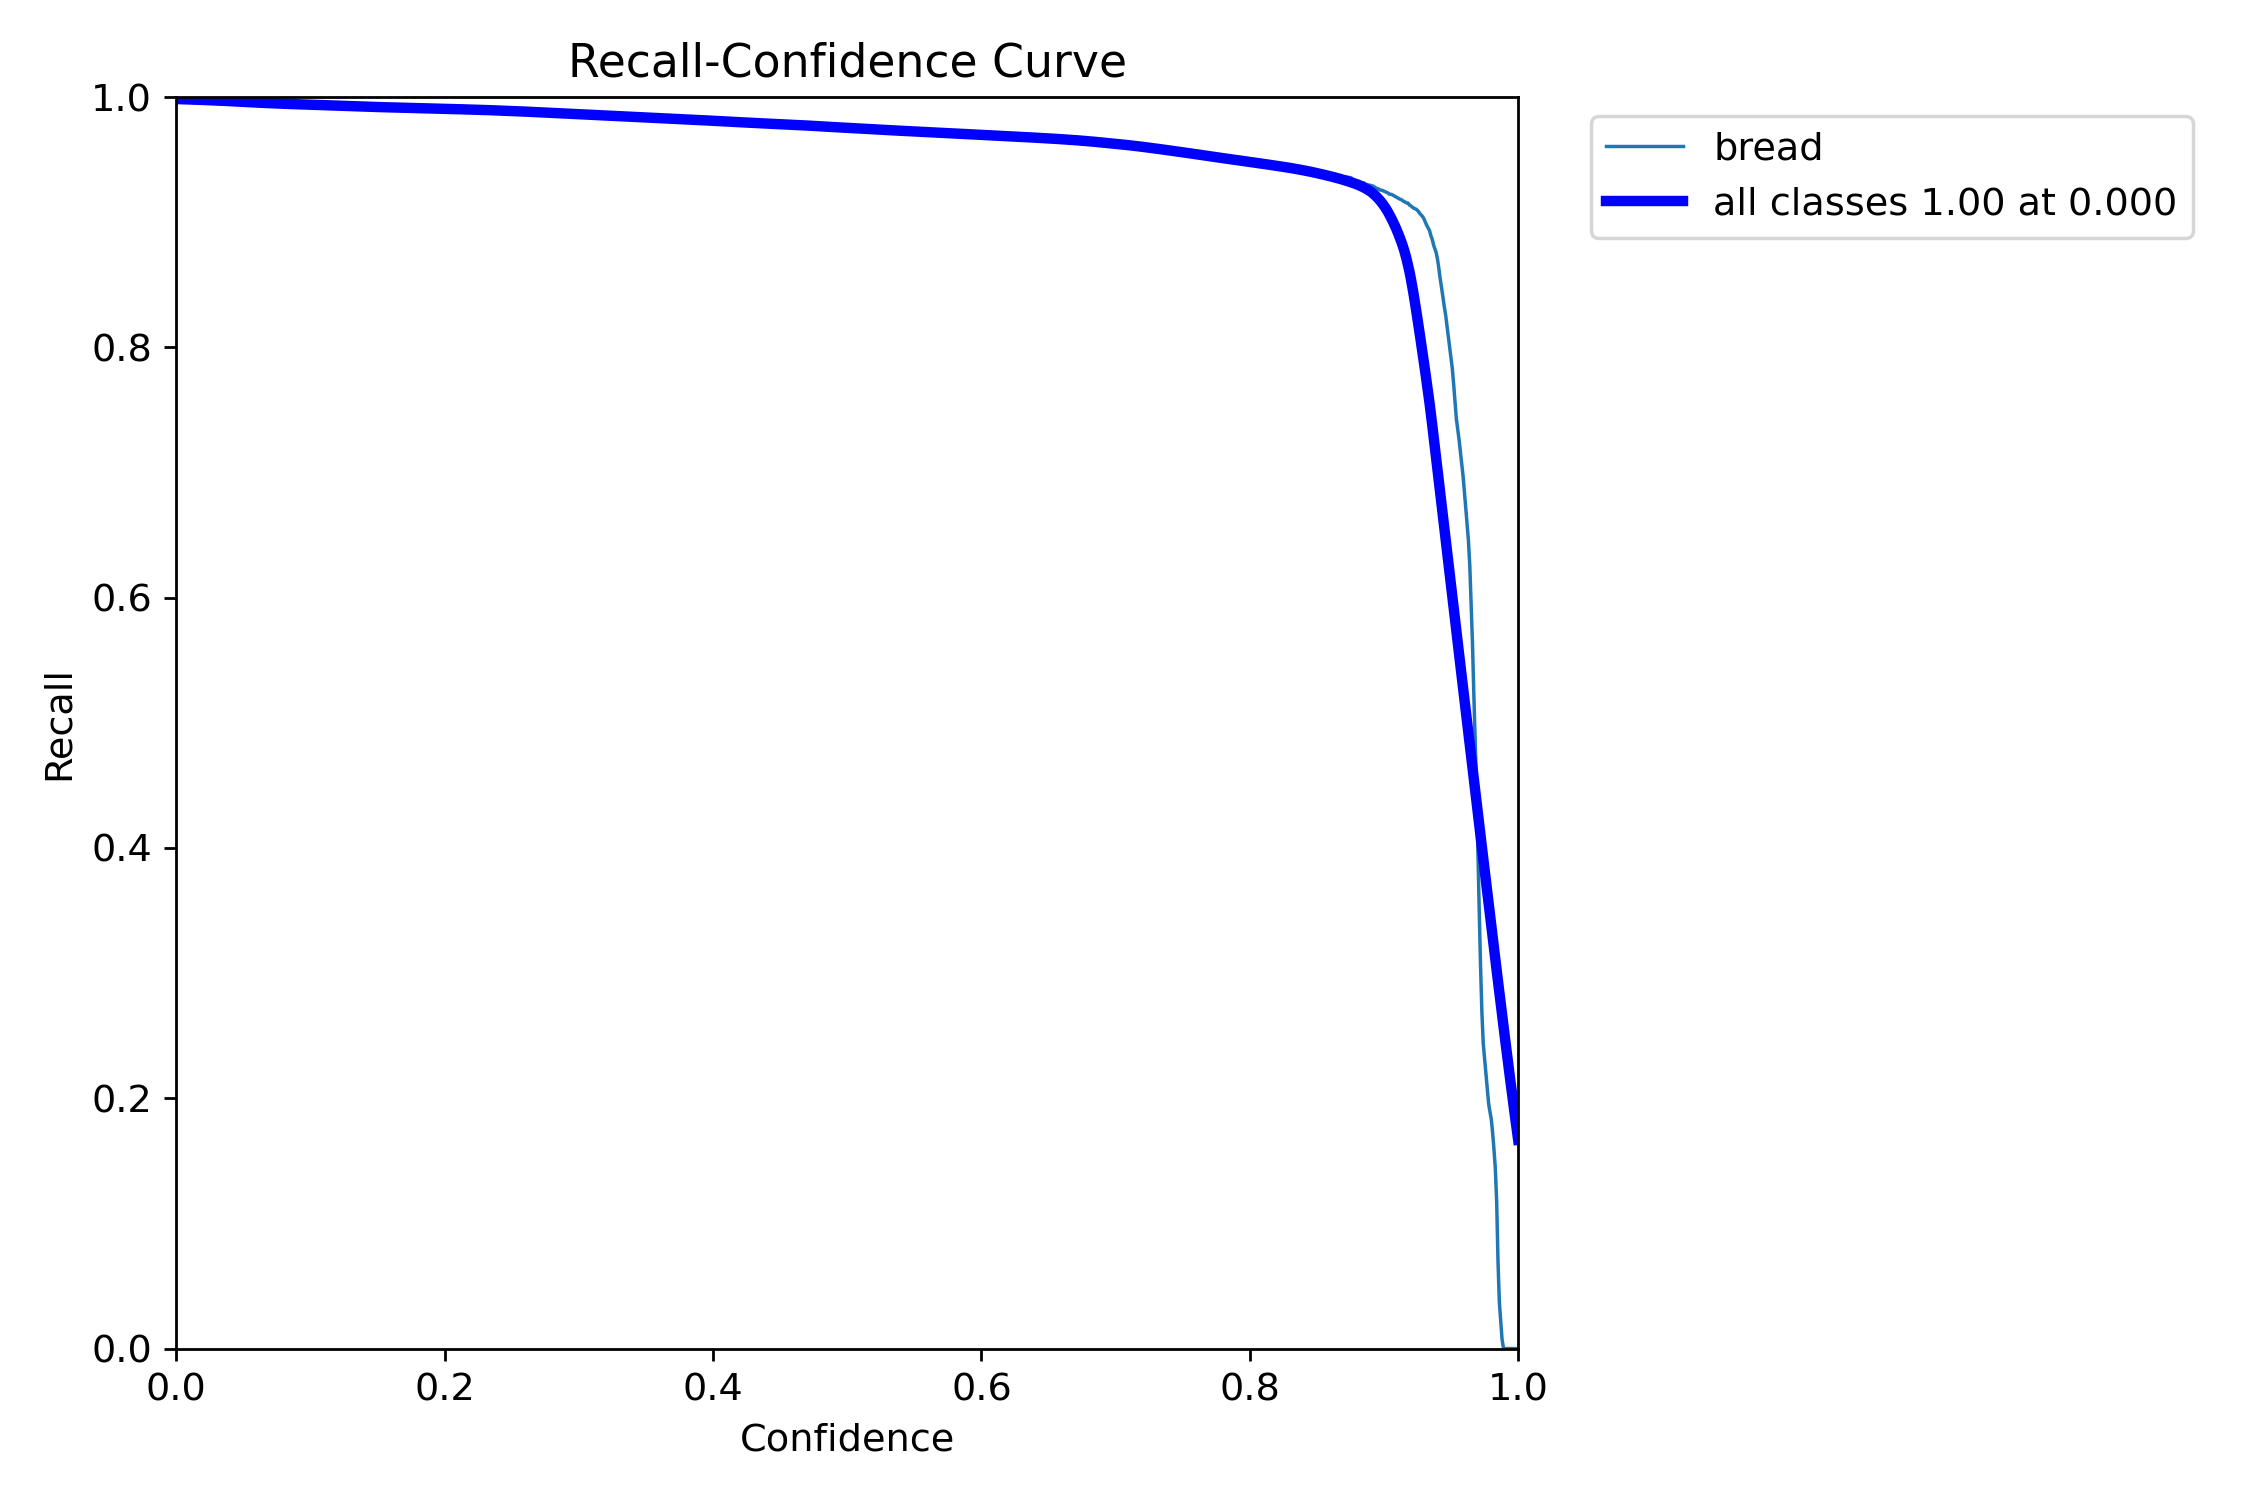 Recall-Confidence Curve
bread
all classes 1.00 at 0.000
1.0
0.8
0.6
0.4
0.2
0.0
Recall
0.0 0.2 0.4 0.6 0.8 1.0
Confidence